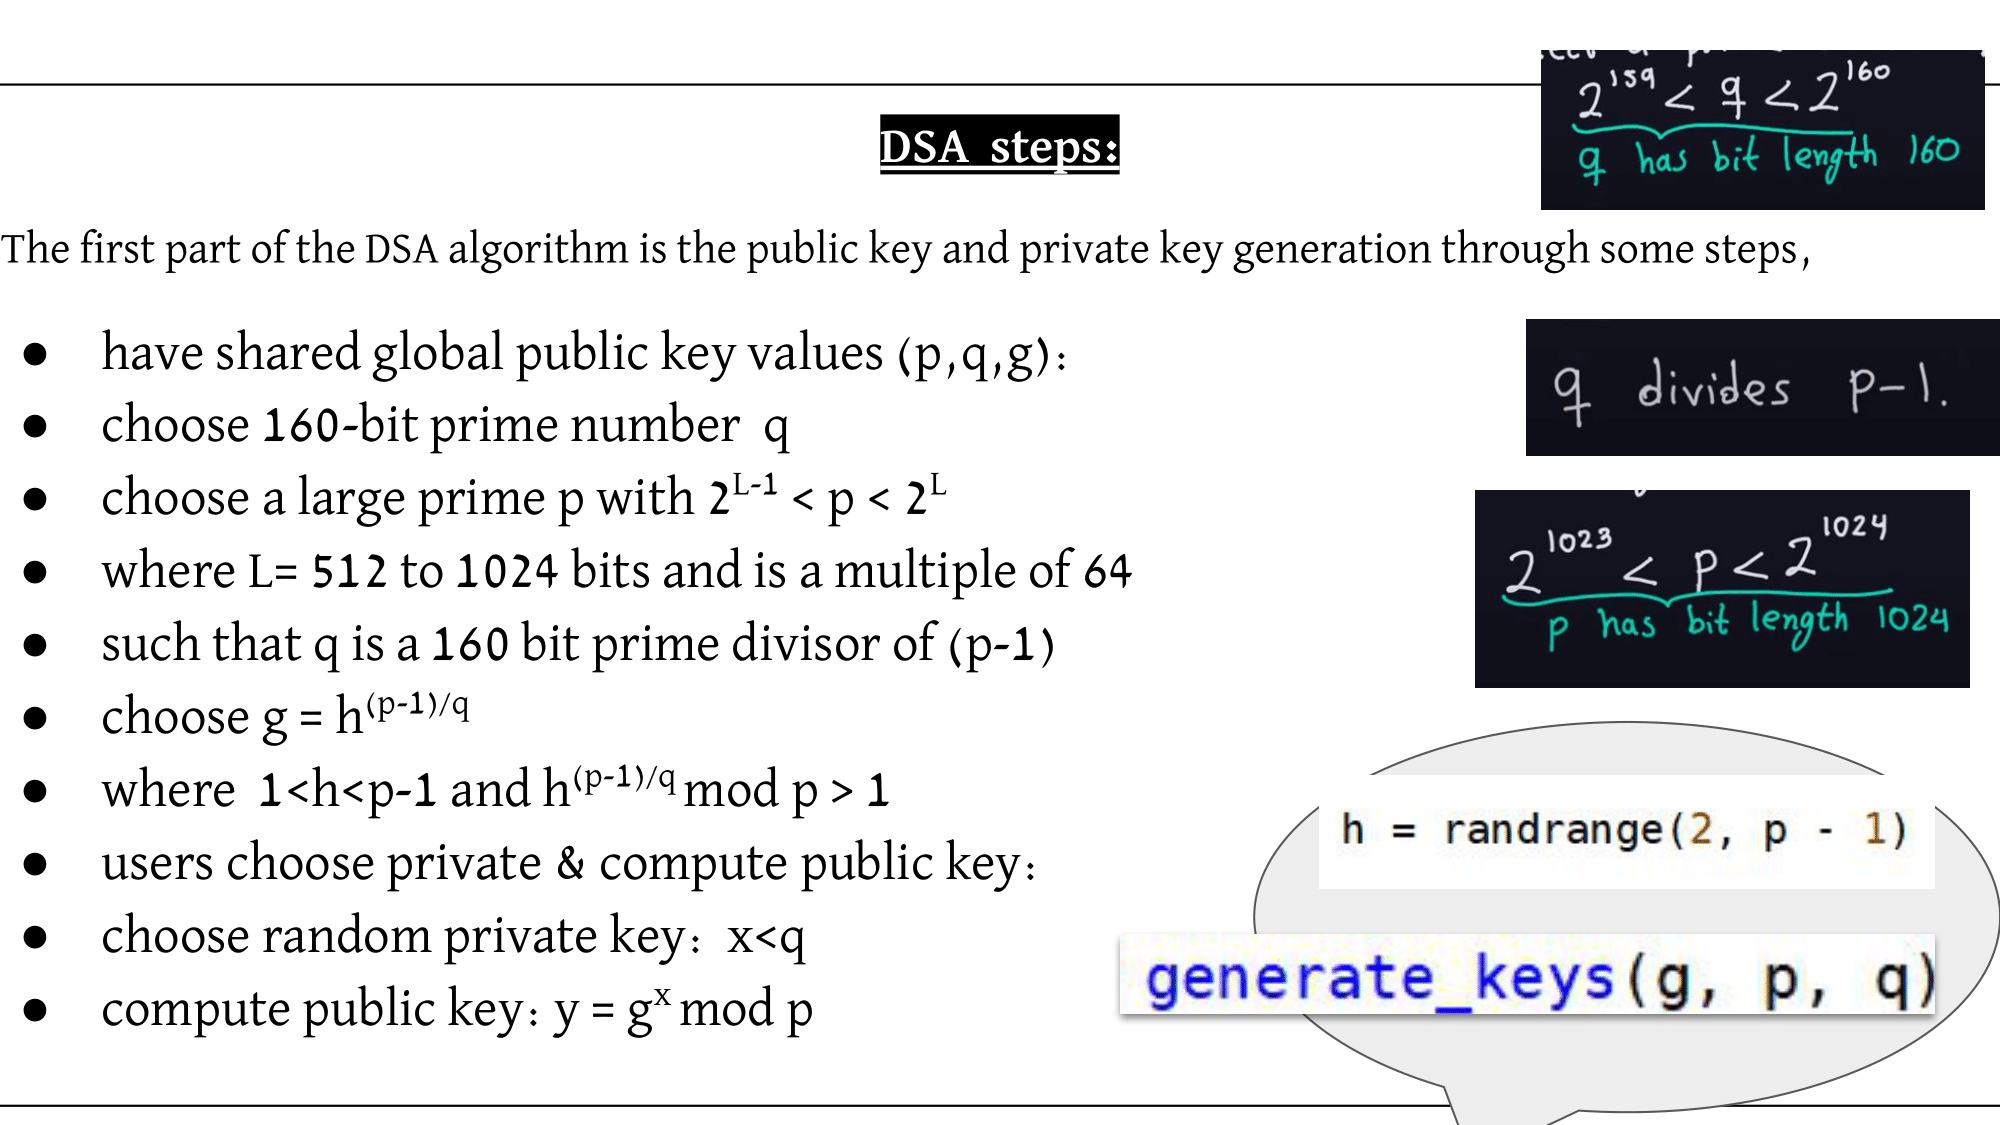 DSA steps:
The first part of the DSA algorithm is the public key and private key generation through some steps,
● have shared global public key values (p,q,g):
● choose 160-bit prime number q
● choose a large prime p with 2^L-1 < p < 2^L
● where L= 512 to 1024 bits and is a multiple of 64
● such that q is a 160 bit prime divisor of (p-1)
● choose g = h^(p-1)/q
● where 1<h<p-1 and h^(p-1)/q mod p > 1
● users choose private & compute public key:
● choose random private key: x<q
● compute public key: y = g^x mod p
2^159 < q < 2^160
q has bit length 160
q divides p-1.
2^1023 < p < 2^1024
p has bit length 1024
h = randrange(2, p - 1)
generate_keys(g, p, q)